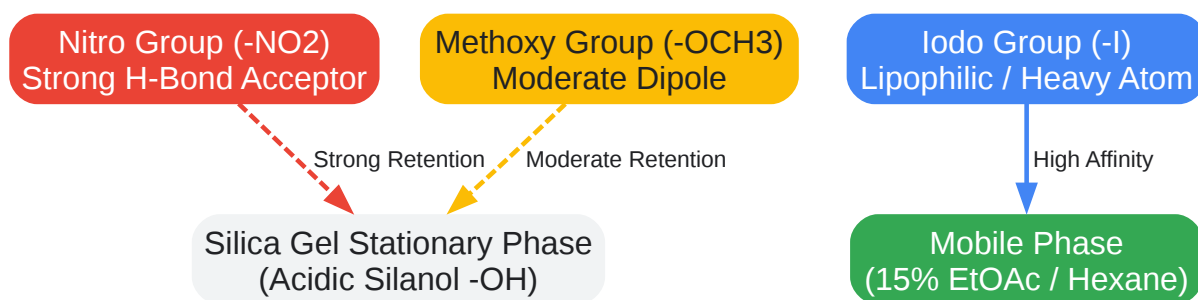 Nitro Group (-NO2)
Strong H-Bond Acceptor
Methoxy Group (-OCH3)
Moderate Dipole
Iodo Group (-I)
Lipophilic / Heavy Atom
Strong Retention
Moderate Retention
High Affinity
Silica Gel Stationary Phase
(Acidic Silanol -OH)
Mobile Phase
(15% EtOAc / Hexane)